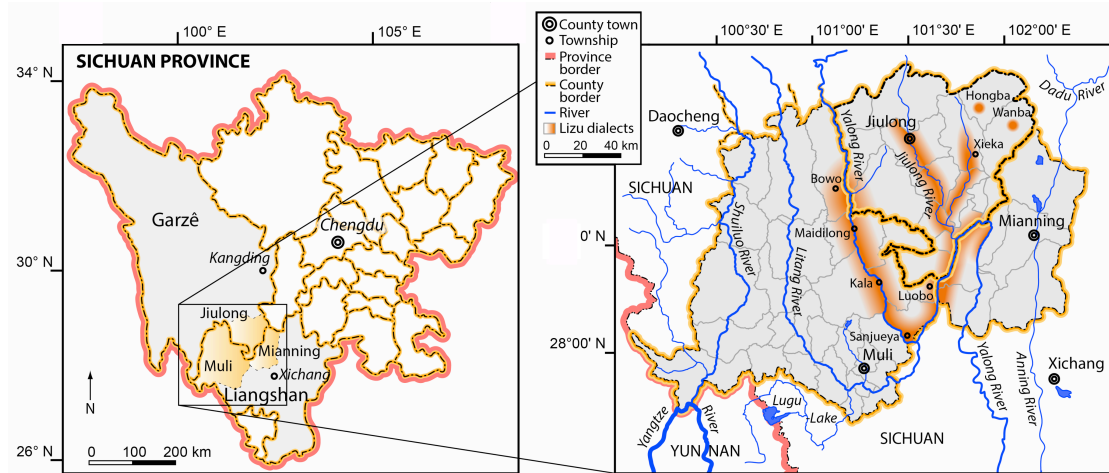 100° E
105° E
34° N
32° N
30° N
28° N
26° N
SICHUAN PROVINCE
Garzê
Chengdu
Kangding
Jiulong
Mianning
Muli
Xichang
Liangshan
N
0 100 200 km
County town
Township
Province
border
County
border
River
Lizu dialects
0 20 40 km
100°30' E
101°00' E
101°30' E
102°00' E
0' N
28°00' N
Daocheng
SICHUAN
Shuiluo River
Litang River
Yalong River
Bowo
Maidilong
Kala
Luobo
Sanjueya
Muli
Jiulong
Jiulong River
Hongba
Wanba
Xieka
Dadu River
Mianning
Yalong River
Anning River
Xichang
Yangtze River
YUNNAN
Lugu
Lake
SICHUAN